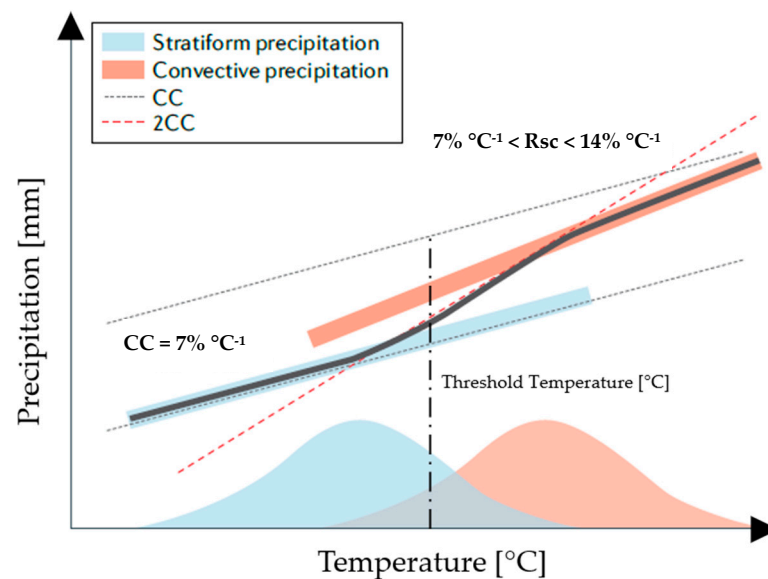 Stratiform precipitation
Convective precipitation
CC
2CC
7% °C⁻¹ < Rsc < 14% °C⁻¹
Precipitation [mm]
CC = 7% °C⁻¹
Threshold Temperature [°C]
Temperature [°C]